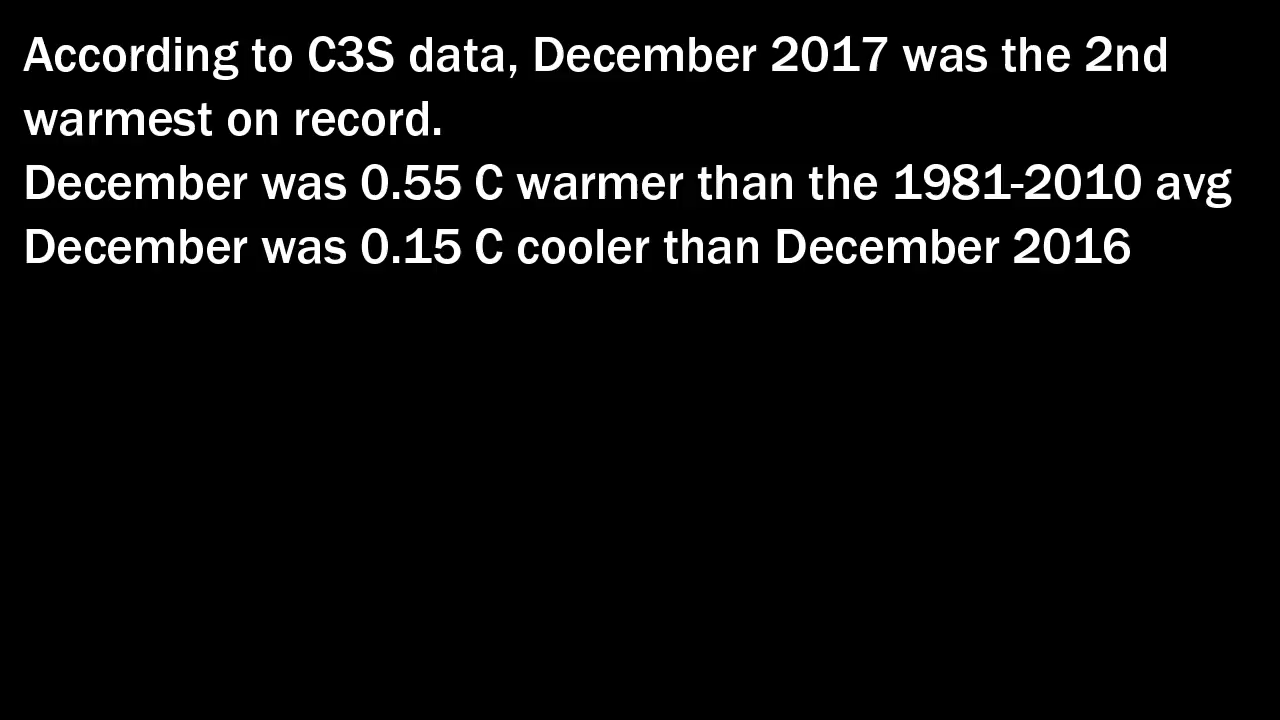 According to C3S data, December 2017 was the 2nd
warmest on record.
December was 0.55 C warmer than the 1981-2010 avg
December was 0.15 C cooler than December 2016